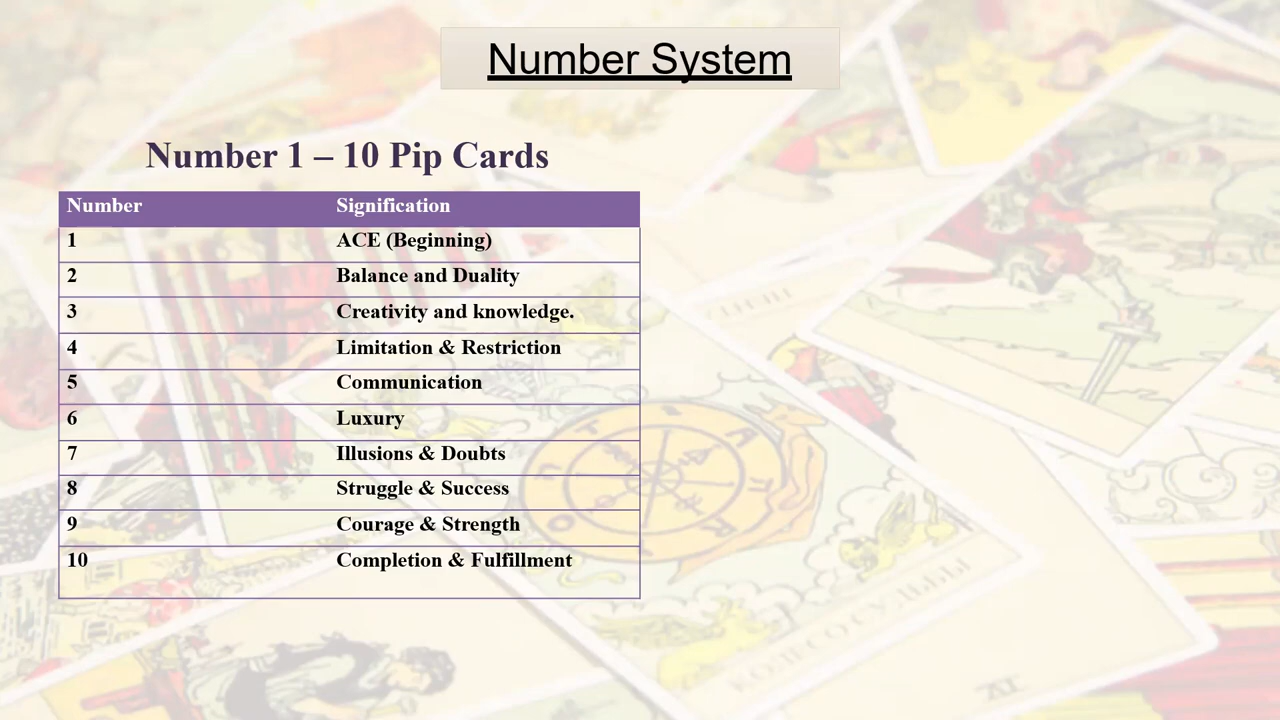 Number System
Number 1 – 10 Pip Cards
Number Signification
1 ACE (Beginning)
2 Balance and Duality
3 Creativity and knowledge.
4 Limitation & Restriction
5 Communication
6 Luxury
7 Illusions & Doubts
8 Struggle & Success
9 Courage & Strength
10 Completion & Fulfillment
IV